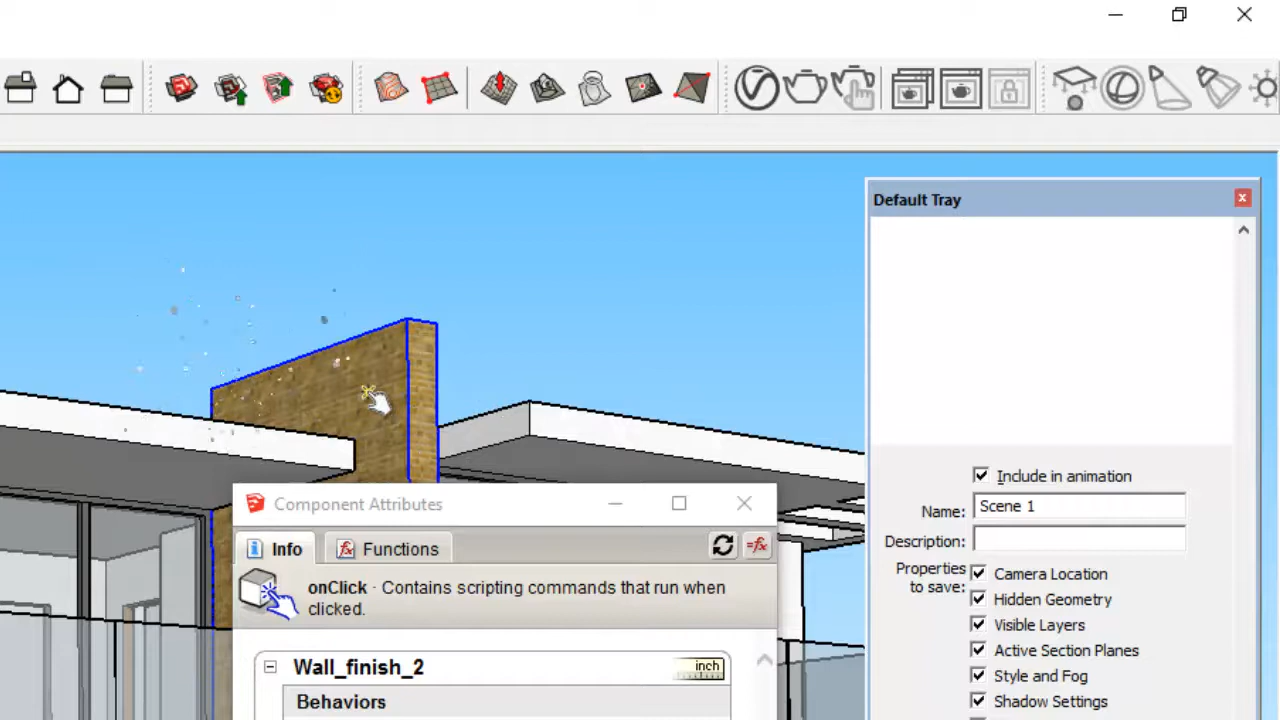 Default Tray
Include in animation
Name: Scene 1
Description:
Properties
to save:
Camera Location
Hidden Geometry
Visible Layers
Active Section Planes
Style and Fog
Shadow Settings
Component Attributes
Info
Functions
=fx
onClick - Contains scripting commands that run when
clicked.
Wall_finish_2
inch
Behaviors